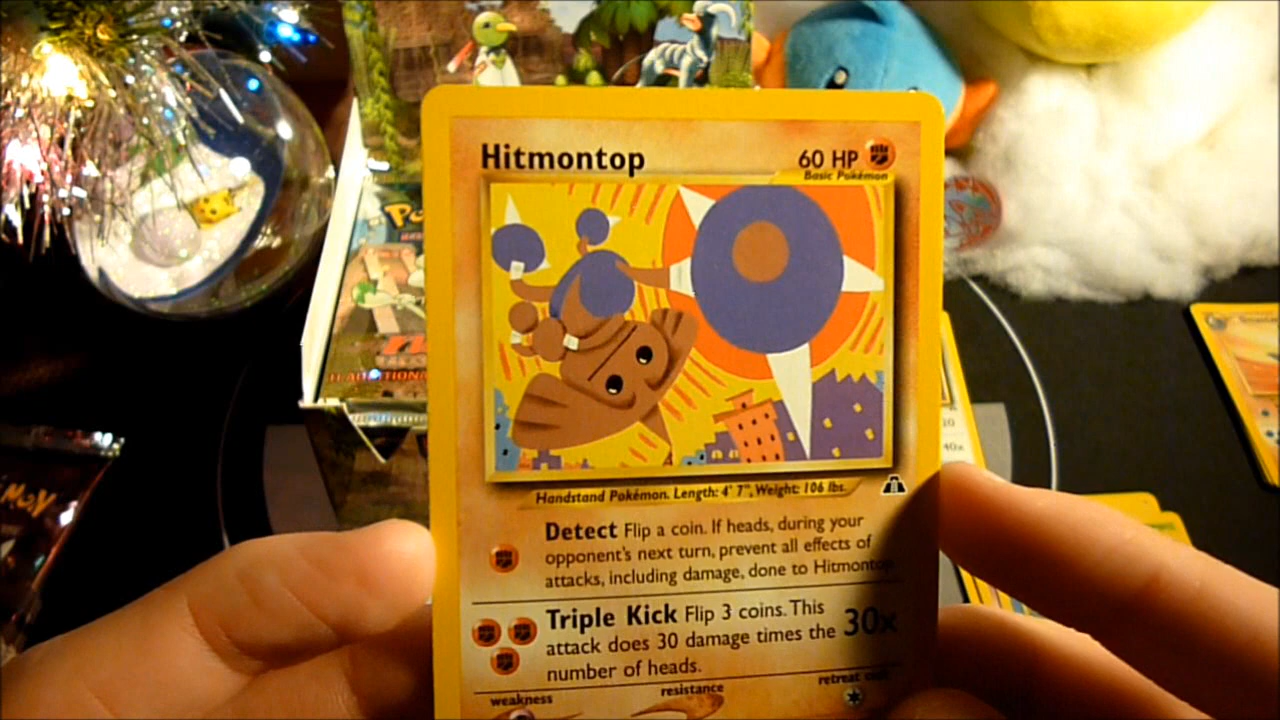 Hitmontop
60 HP
Basic Pokémon
Handstand Pokémon. Length: 4' 7", Weight: 106 lbs.
Detect Flip a coin. If heads, during your
opponent's next turn, prevent all effects of
attacks, including damage, done to Hitmontop
Triple Kick Flip 3 coins. This
attack does 30 damage times the
number of heads.
30x
weakness
resistance
retreat cost
40x